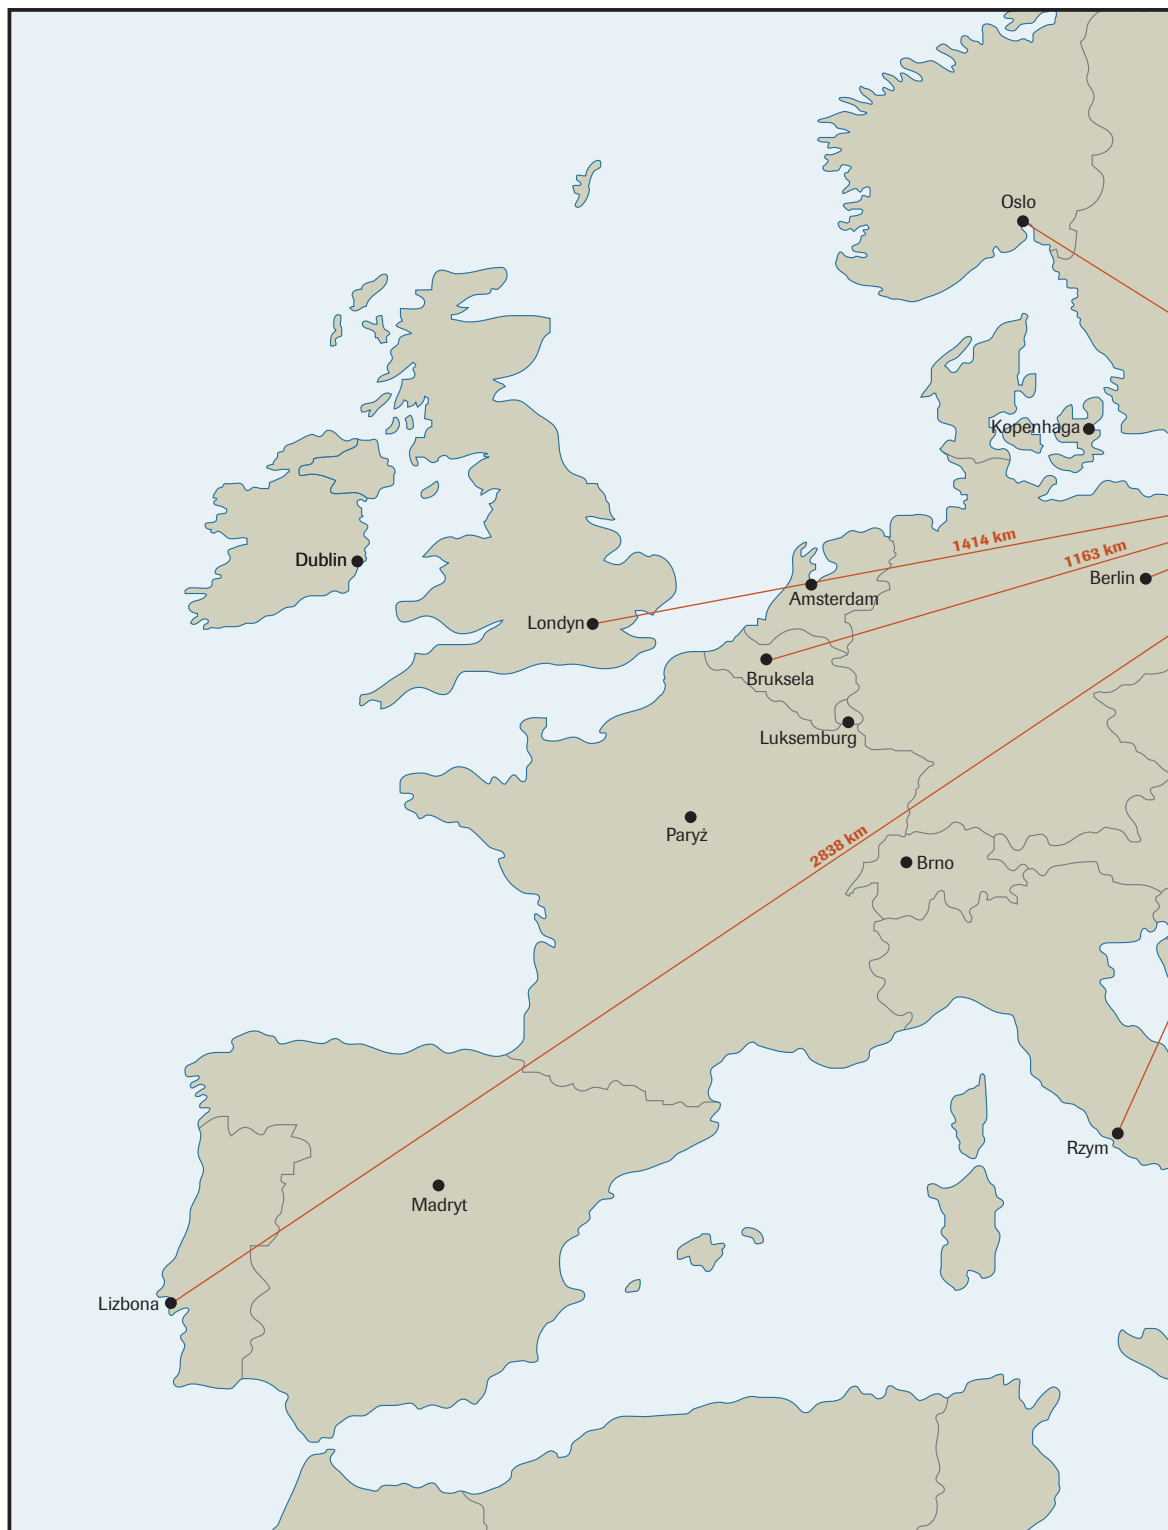 Oslo
Kopenhaga
1414 km
1163 km
Dublin
Berlin
Amsterdam
Londyn
Bruksela
Luksemburg
Paryż
2838 km
Brno
Rzym
Madryt
Lizbona